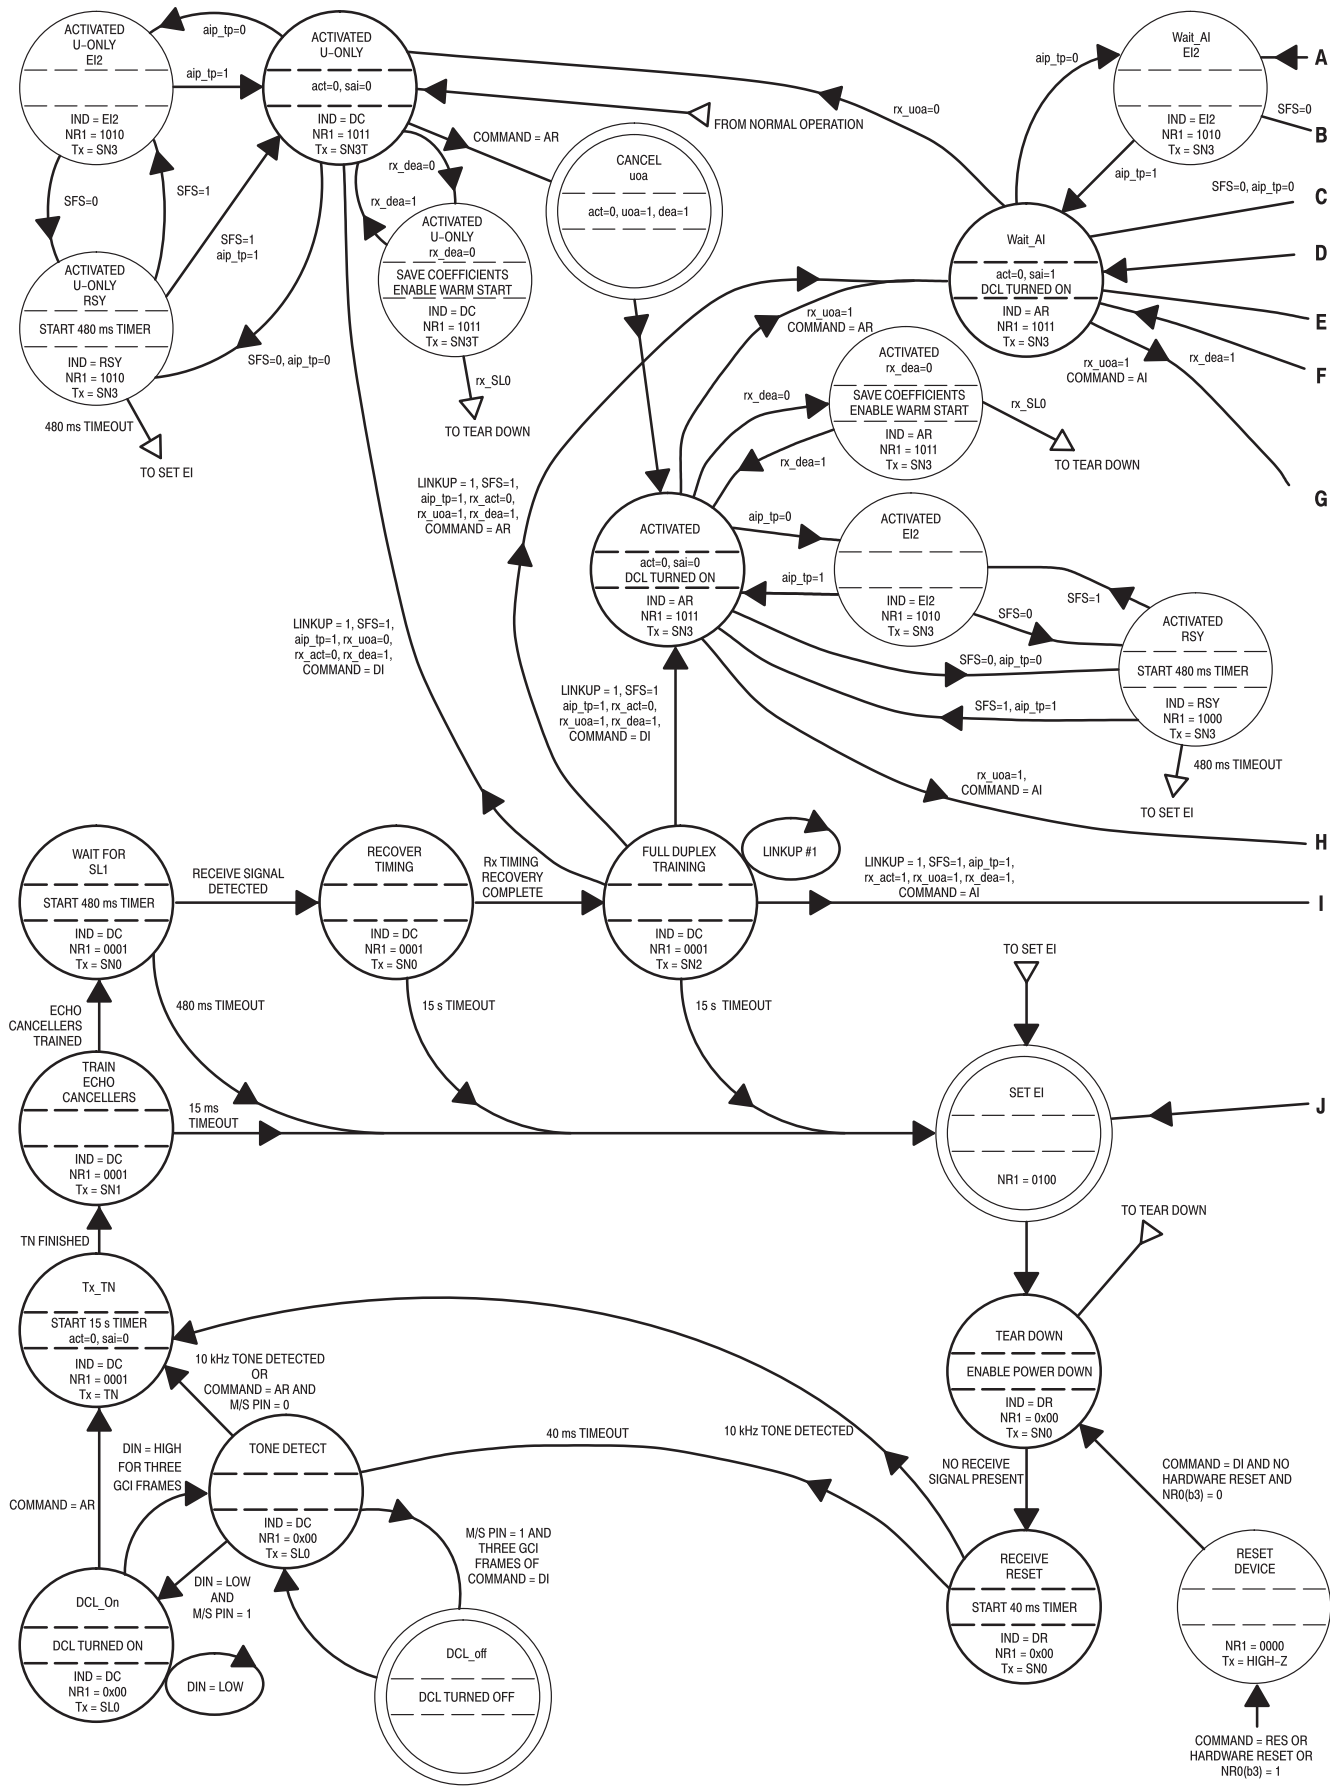 ACTIVATED
U-ONLY
EI2
IND = EI2
NR1 = 1010
Tx = SN3
aip_tp=0
aip_tp=1
ACTIVATED
U-ONLY
act=0, sai=0
IND = DC
NR1 = 1011
Tx = SN3T
SFS=0
SFS=1
SFS=1
aip_tp=1
ACTIVATED
U-ONLY
RSY
START 480 ms TIMER
IND = RSY
NR1 = 1010
Tx = SN3
480 ms TIMEOUT
TO SET EI
SFS=0, aip_tp=0
rx_dea=0
rx_dea=1
ACTIVATED
U-ONLY
rx_dea=0
SAVE COEFFICIENTS
ENABLE WARM START
IND = DC
NR1 = 1011
Tx = SN3T
rx_SL0
TO TEAR DOWN
COMMAND = AR
FROM NORMAL OPERATION
CANCEL
uoa
act=0, uoa=1, dea=1
rx_uoa=0
aip_tp=0
Wait_AI
EI2
IND = EI2
NR1 = 1010
Tx = SN3
A
SFS=0
B
aip_tp=1
SFS=0, aip_tp=0
C
Wait_AI
act=0, sai=1
DCL TURNED ON
IND = AR
NR1 = 1011
Tx = SN3
D
E
F
rx_uoa=1
COMMAND = AI
rx_dea=1
G
rx_uoa=1
COMMAND = AR
ACTIVATED
rx_dea=0
SAVE COEFFICIENTS
ENABLE WARM START
IND = AR
NR1 = 1011
Tx = SN3
rx_dea=0
rx_dea=1
rx_SL0
TO TEAR DOWN
LINKUP = 1, SFS=1,
aip_tp=1, rx_act=0,
rx_uoa=1, rx_dea=1,
COMMAND = AR
ACTIVATED
act=0, sai=0
DCL TURNED ON
IND = AR
NR1 = 1011
Tx = SN3
aip_tp=0
aip_tp=1
ACTIVATED
EI2
IND = EI2
NR1 = 1010
Tx = SN3
SFS=1
SFS=0
ACTIVATED
RSY
START 480 ms TIMER
IND = RSY
NR1 = 1000
Tx = SN3
SFS=0, aip_tp=0
SFS=1, aip_tp=1
480 ms TIMEOUT
TO SET EI
LINKUP = 1, SFS=1,
aip_tp=1, rx_uoa=0,
rx_act=0, rx_dea=1,
COMMAND = DI
LINKUP = 1, SFS=1
aip_tp=1, rx_act=0,
rx_uoa=1, rx_dea=1,
COMMAND = DI
rx_uoa=1,
COMMAND = AI
H
WAIT FOR
SL1
START 480 ms TIMER
IND = DC
NR1 = 0001
Tx = SN0
RECEIVE SIGNAL
DETECTED
RECOVER
TIMING
IND = DC
NR1 = 0001
Tx = SN0
Rx TIMING
RECOVERY
COMPLETE
FULL DUPLEX
TRAINING
IND = DC
NR1 = 0001
Tx = SN2
LINKUP #1
LINKUP = 1, SFS=1, aip_tp=1,
rx_act=1, rx_uoa=1, rx_dea=1,
COMMAND = AI
I
ECHO
CANCELLERS
TRAINED
480 ms TIMEOUT
15 s TIMEOUT
15 s TIMEOUT
TO SET EI
TRAIN
ECHO
CANCELLERS
IND = DC
NR1 = 0001
Tx = SN1
15 ms
TIMEOUT
SET EI
NR1 = 0100
J
TN FINISHED
TO TEAR DOWN
Tx_TN
START 15 s TIMER
act=0, sai=0
IND = DC
NR1 = 0001
Tx = TN
10 kHz TONE DETECTED
OR
COMMAND = AR AND
M/S PIN = 0
TEAR DOWN
ENABLE POWER DOWN
IND = DR
NR1 = 0x00
Tx = SN0
DIN = HIGH
FOR THREE
GCI FRAMES
COMMAND = AR
TONE DETECT
IND = DC
NR1 = 0x00
Tx = SL0
40 ms TIMEOUT
10 kHz TONE DETECTED
NO RECEIVE
SIGNAL PRESENT
COMMAND = DI AND NO
HARDWARE RESET AND
NR0(b3) = 0
M/S PIN = 1 AND
THREE GCI
FRAMES OF
COMMAND = DI
DIN = LOW
AND
M/S PIN = 1
DCL_On
DCL TURNED ON
IND = DC
NR1 = 0x00
Tx = SL0
DIN = LOW
DCL_off
DCL TURNED OFF
RECEIVE
RESET
START 40 ms TIMER
IND = DR
NR1 = 0x00
Tx = SN0
RESET
DEVICE
NR1 = 0000
Tx = HIGH-Z
COMMAND = RES OR
HARDWARE RESET OR
NR0(b3) = 1